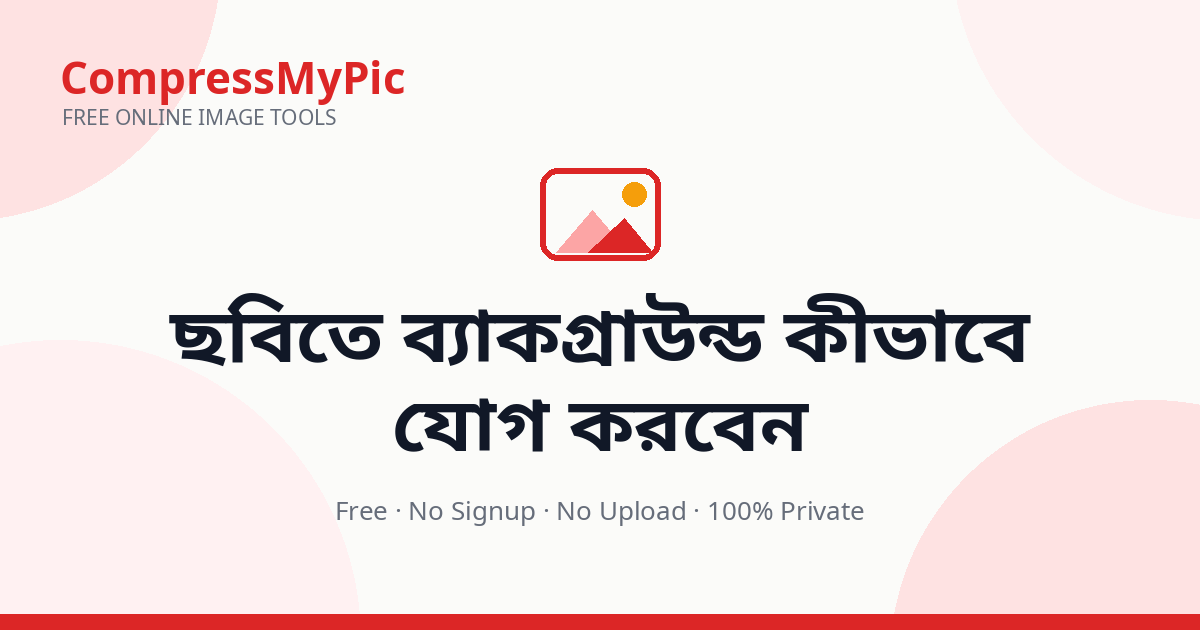 CompressMyPic
FREE ONLINE IMAGE TOOLS
ছবিতে ব্যাকগ্রাউন্ড কীভাবে
যোগ করবেন
Free · No Signup · No Upload · 100% Private